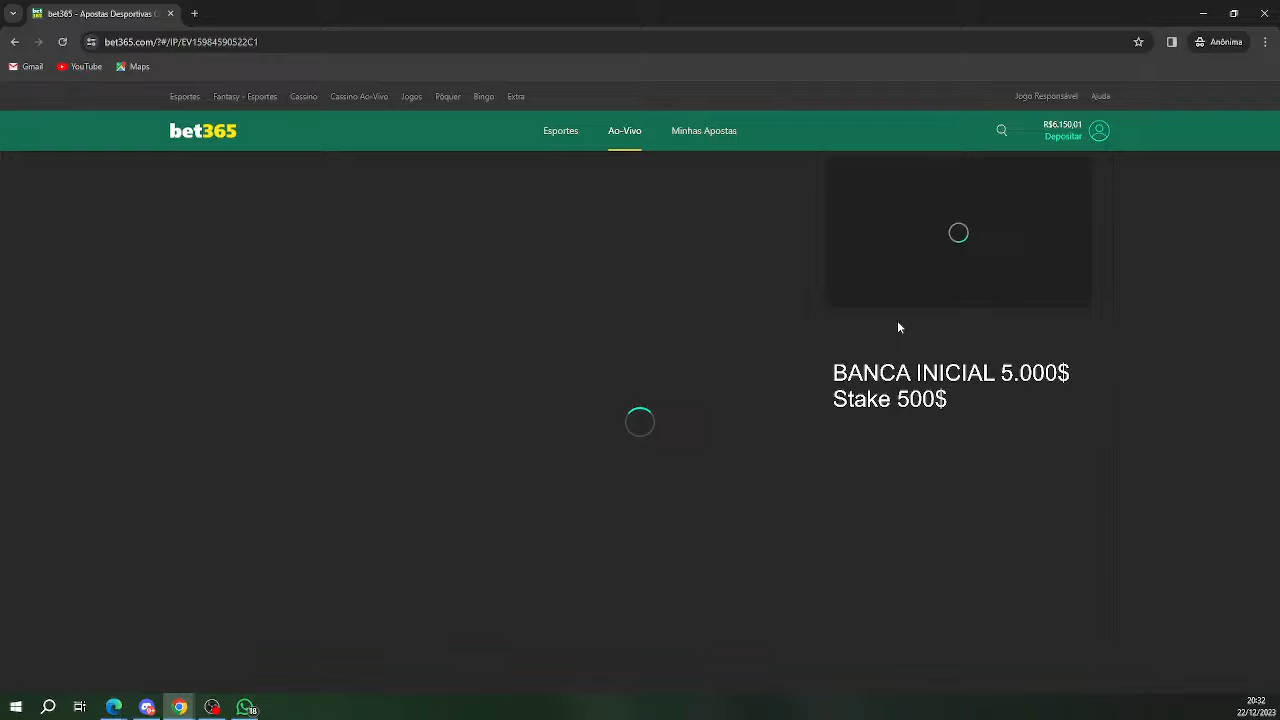 bet365 - Apostas Desportivas
bet365.com/?#/IP/EV15984590522C1
Anônima
Gmail
YouTube
Maps
Esportes
Fantasy - Esportes
Cassino
Cassino Ao-Vivo
Jogos
Pôquer
Bingo
Extra
Jogo Responsável
Ajuda
bet365
Esportes
Ao-Vivo
Minhas Apostas
R$6.150,01
Depositar
BANCA INICIAL 5.000$
Stake 500$
18
20:32
22/12/2023